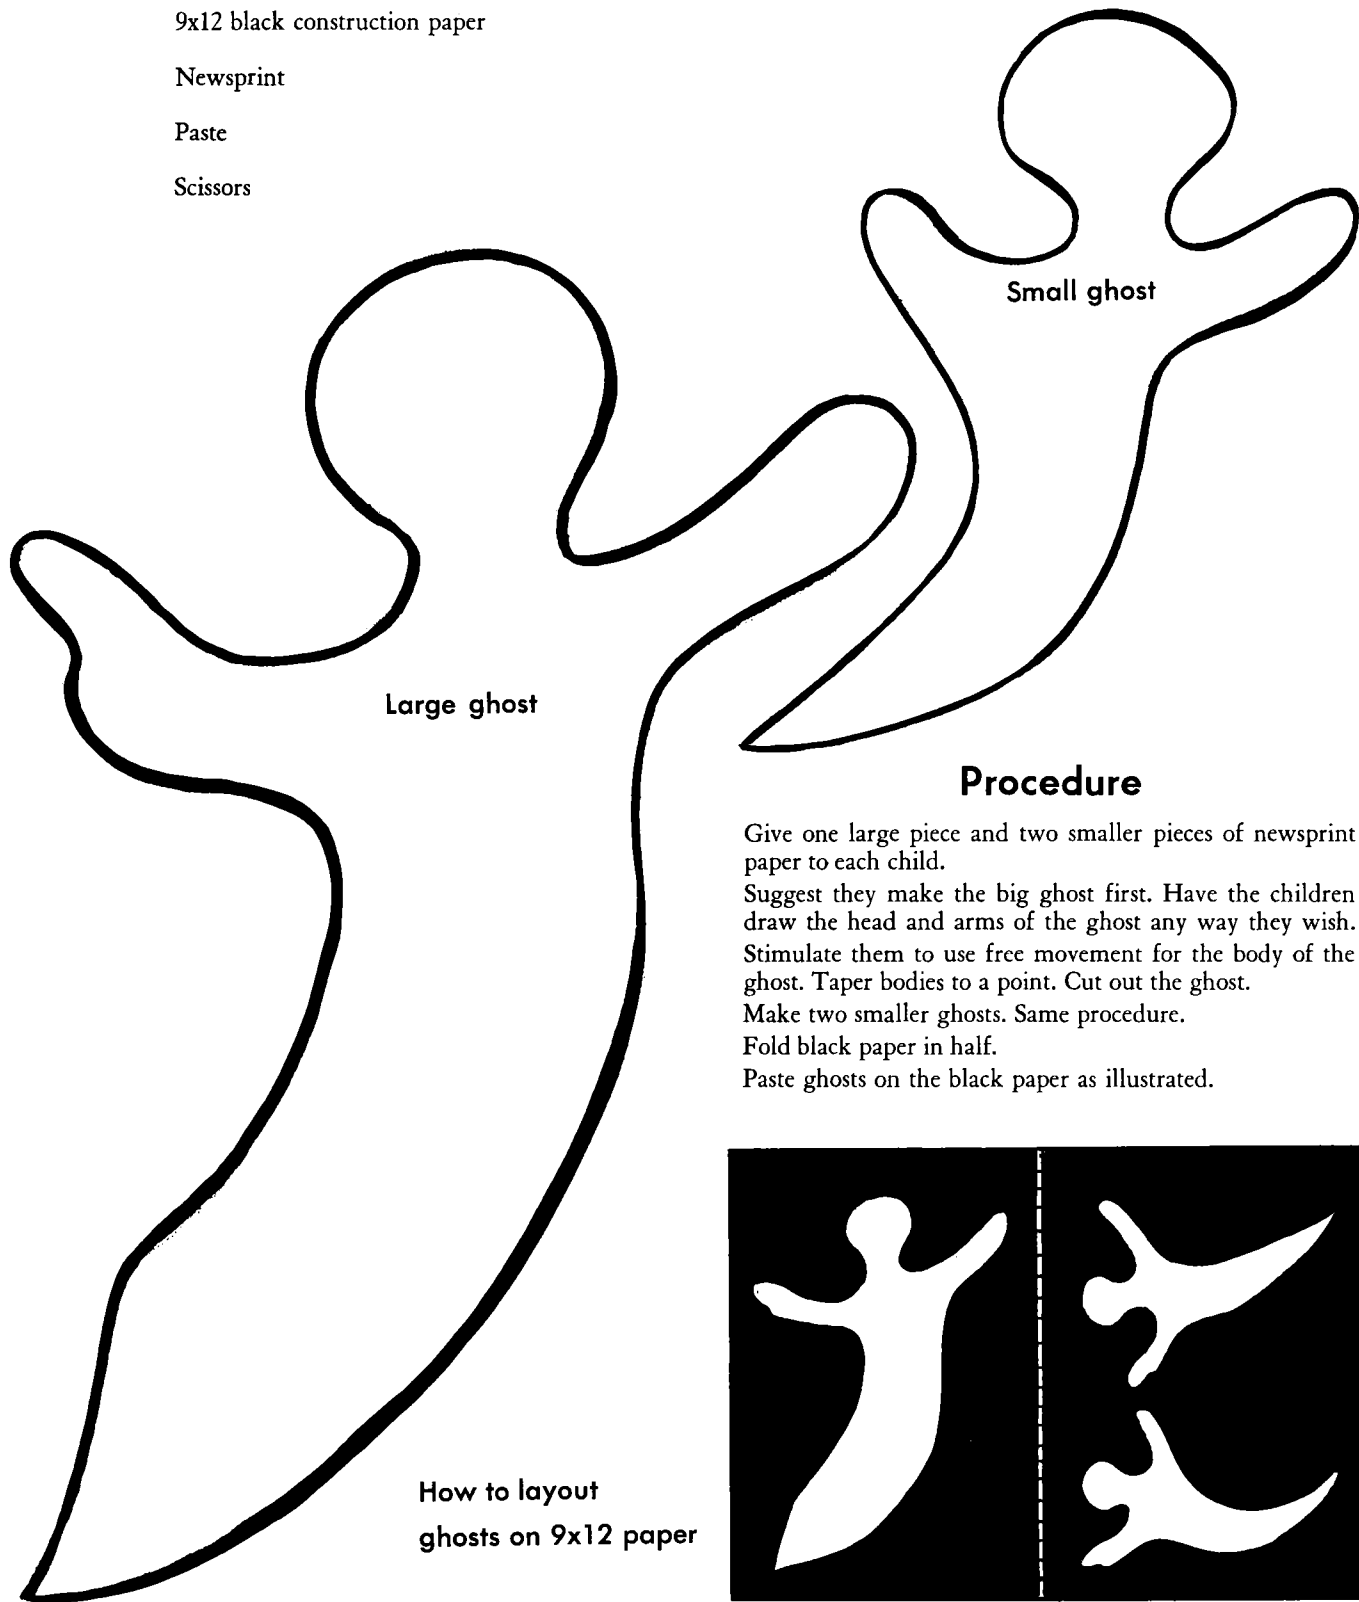 9x12 black construction paper
Newsprint
Paste
Scissors
Small ghost
Large ghost
Procedure
Give one large piece and two smaller pieces of newsprint
paper to each child.
Suggest they make the big ghost first. Have the children
draw the head and arms of the ghost any way they wish.
Stimulate them to use free movement for the body of the
ghost. Taper bodies to a point. Cut out the ghost.
Make two smaller ghosts. Same procedure.
Fold black paper in half.
Paste ghosts on the black paper as illustrated.
How to layout
ghosts on 9x12 paper